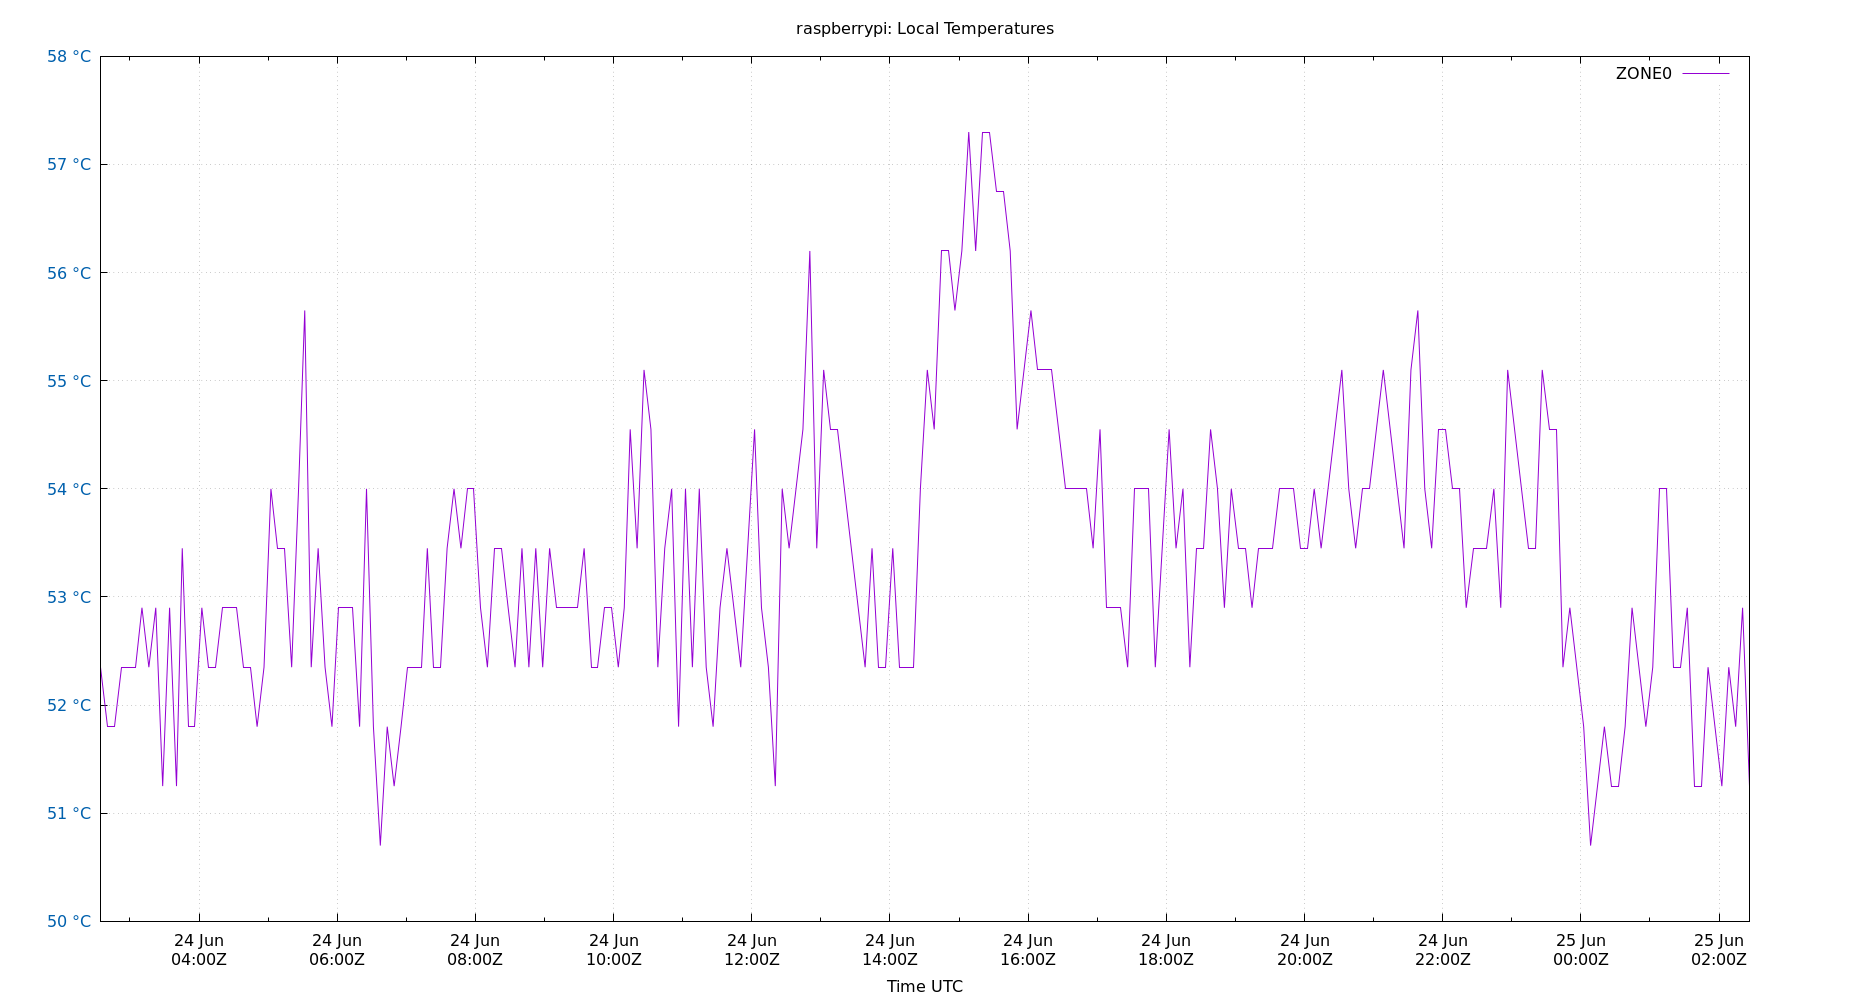 raspberrypi: Local Temperatures
58 °C
ZONE0
57 °C
56 °C
55 °C
54 °C
53 °C
52 °C
51 °C
50 °C
24 Jun 24 Jun 24 Jun 24 Jun 24 Jun 24 Jun 24 Jun 24 Jun 24 Jun 24 Jun 25 Jun 25 Jun
04:00Z 06:00Z 08:00Z 10:00Z 12:00Z 14:00Z 16:00Z 18:00Z 20:00Z 22:00Z 00:00Z 02:00Z
Time UTC